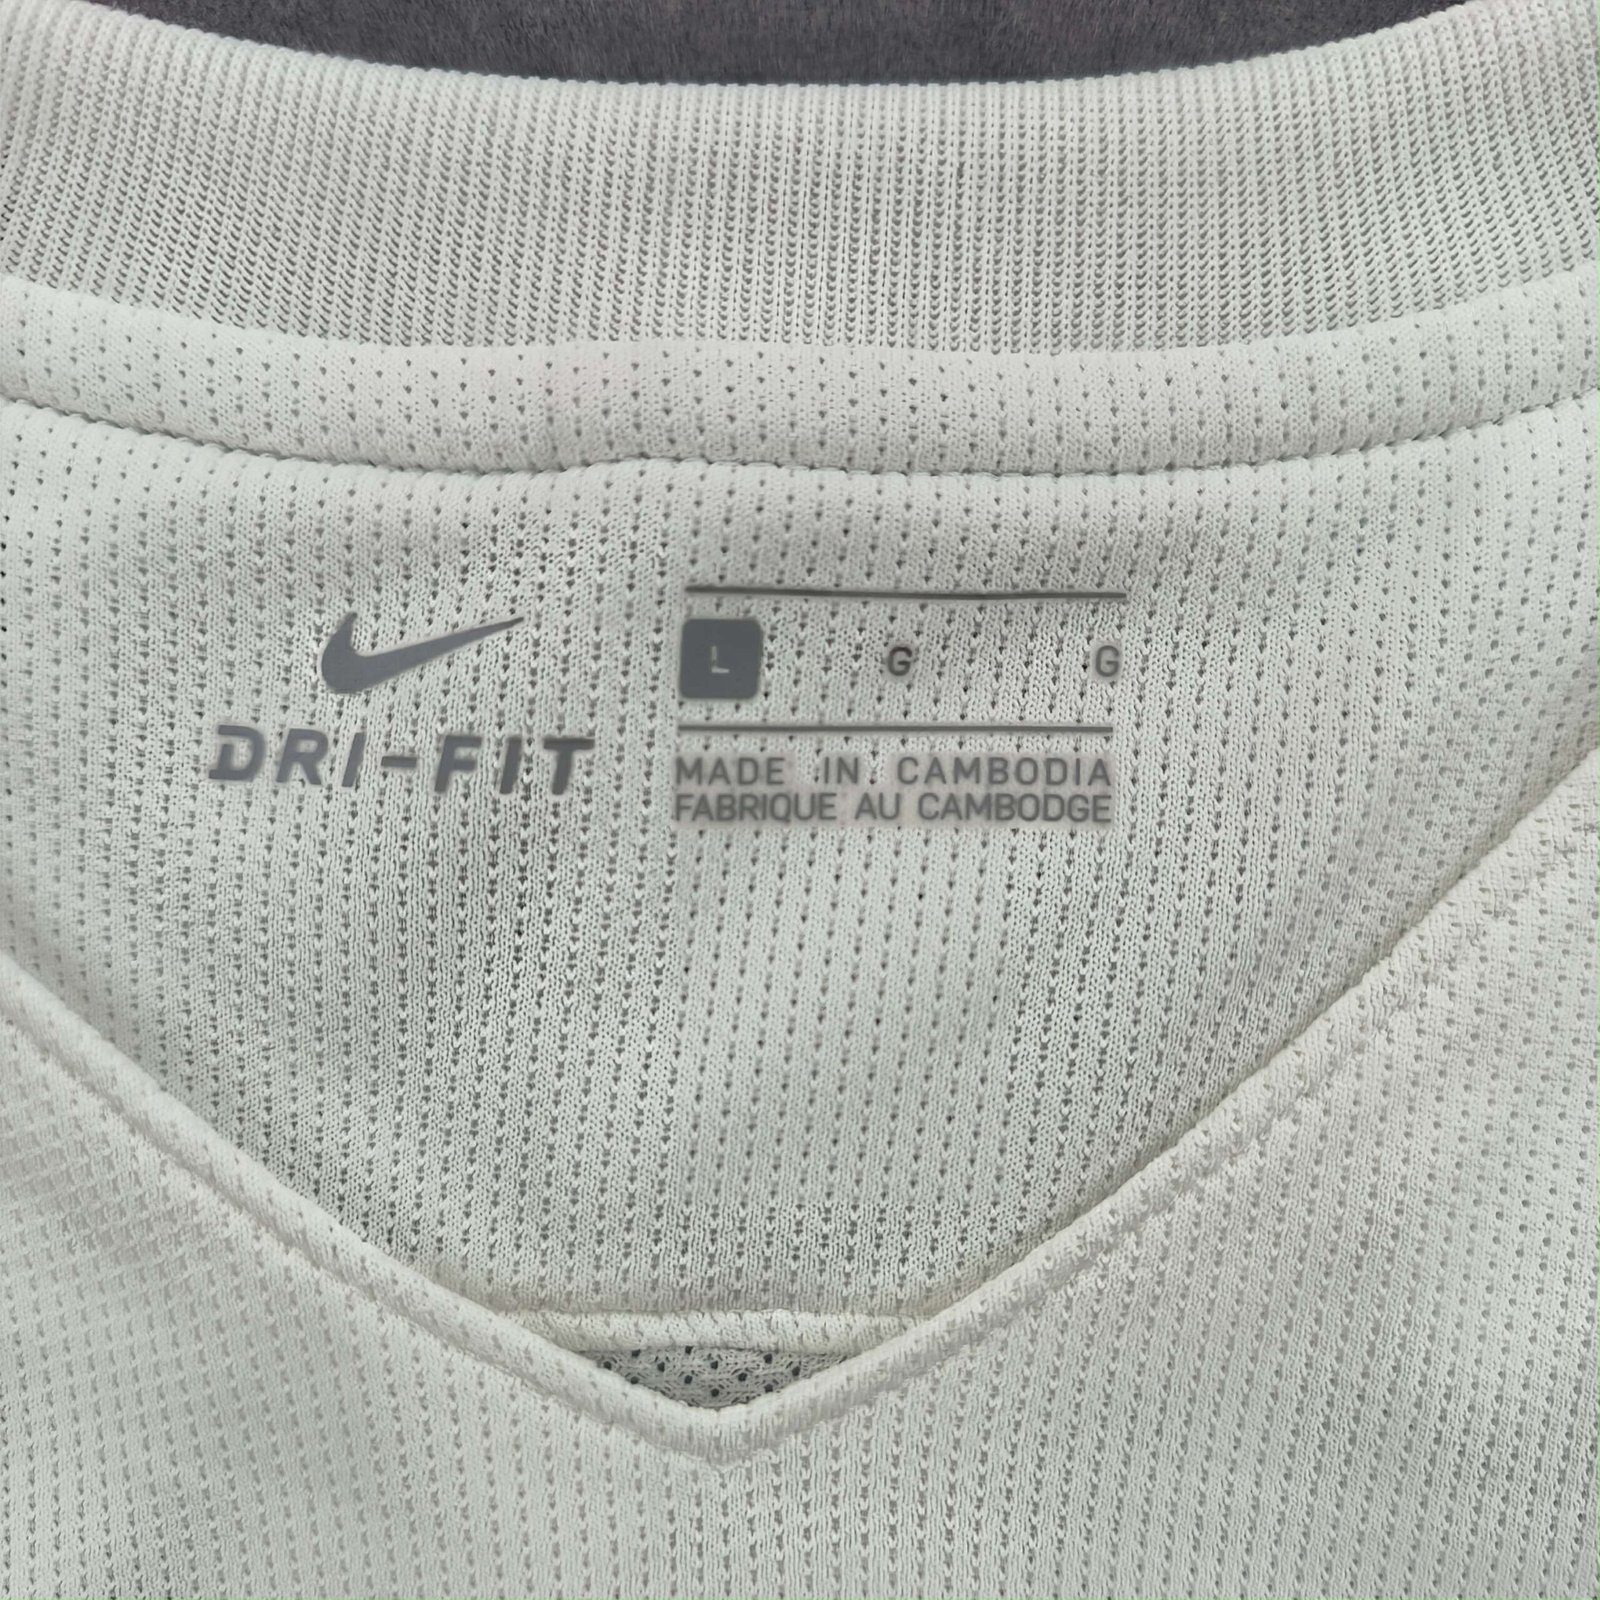 DRI-FIT
L G G
MADE IN CAMBODIA
FABRIQUE AU CAMBODGE